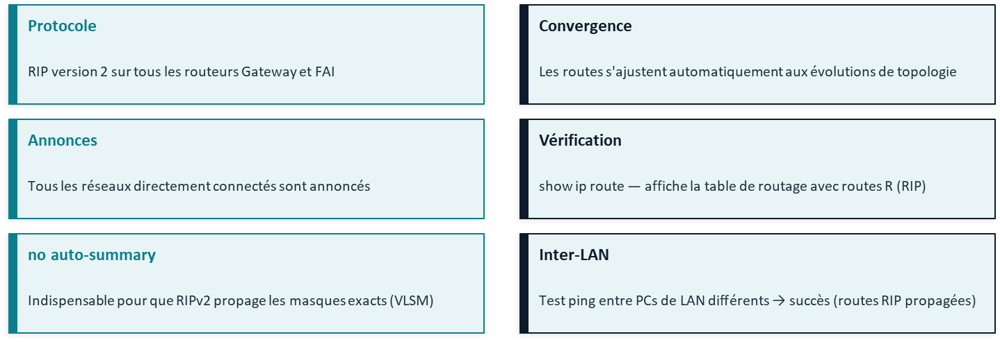 Protocole
RIP version 2 sur tous les routeurs Gateway et FAI
Annonces
Tous les réseaux directement connectés sont annoncés
no auto-summary
Indispensable pour que RIPv2 propage les masques exacts (VLSM)
Convergence
Les routes s'ajustent automatiquement aux évolutions de topologie
Vérification
show ip route — affiche la table de routage avec routes R (RIP)
Inter-LAN
Test ping entre PCs de LAN différents → succès (routes RIP propagées)